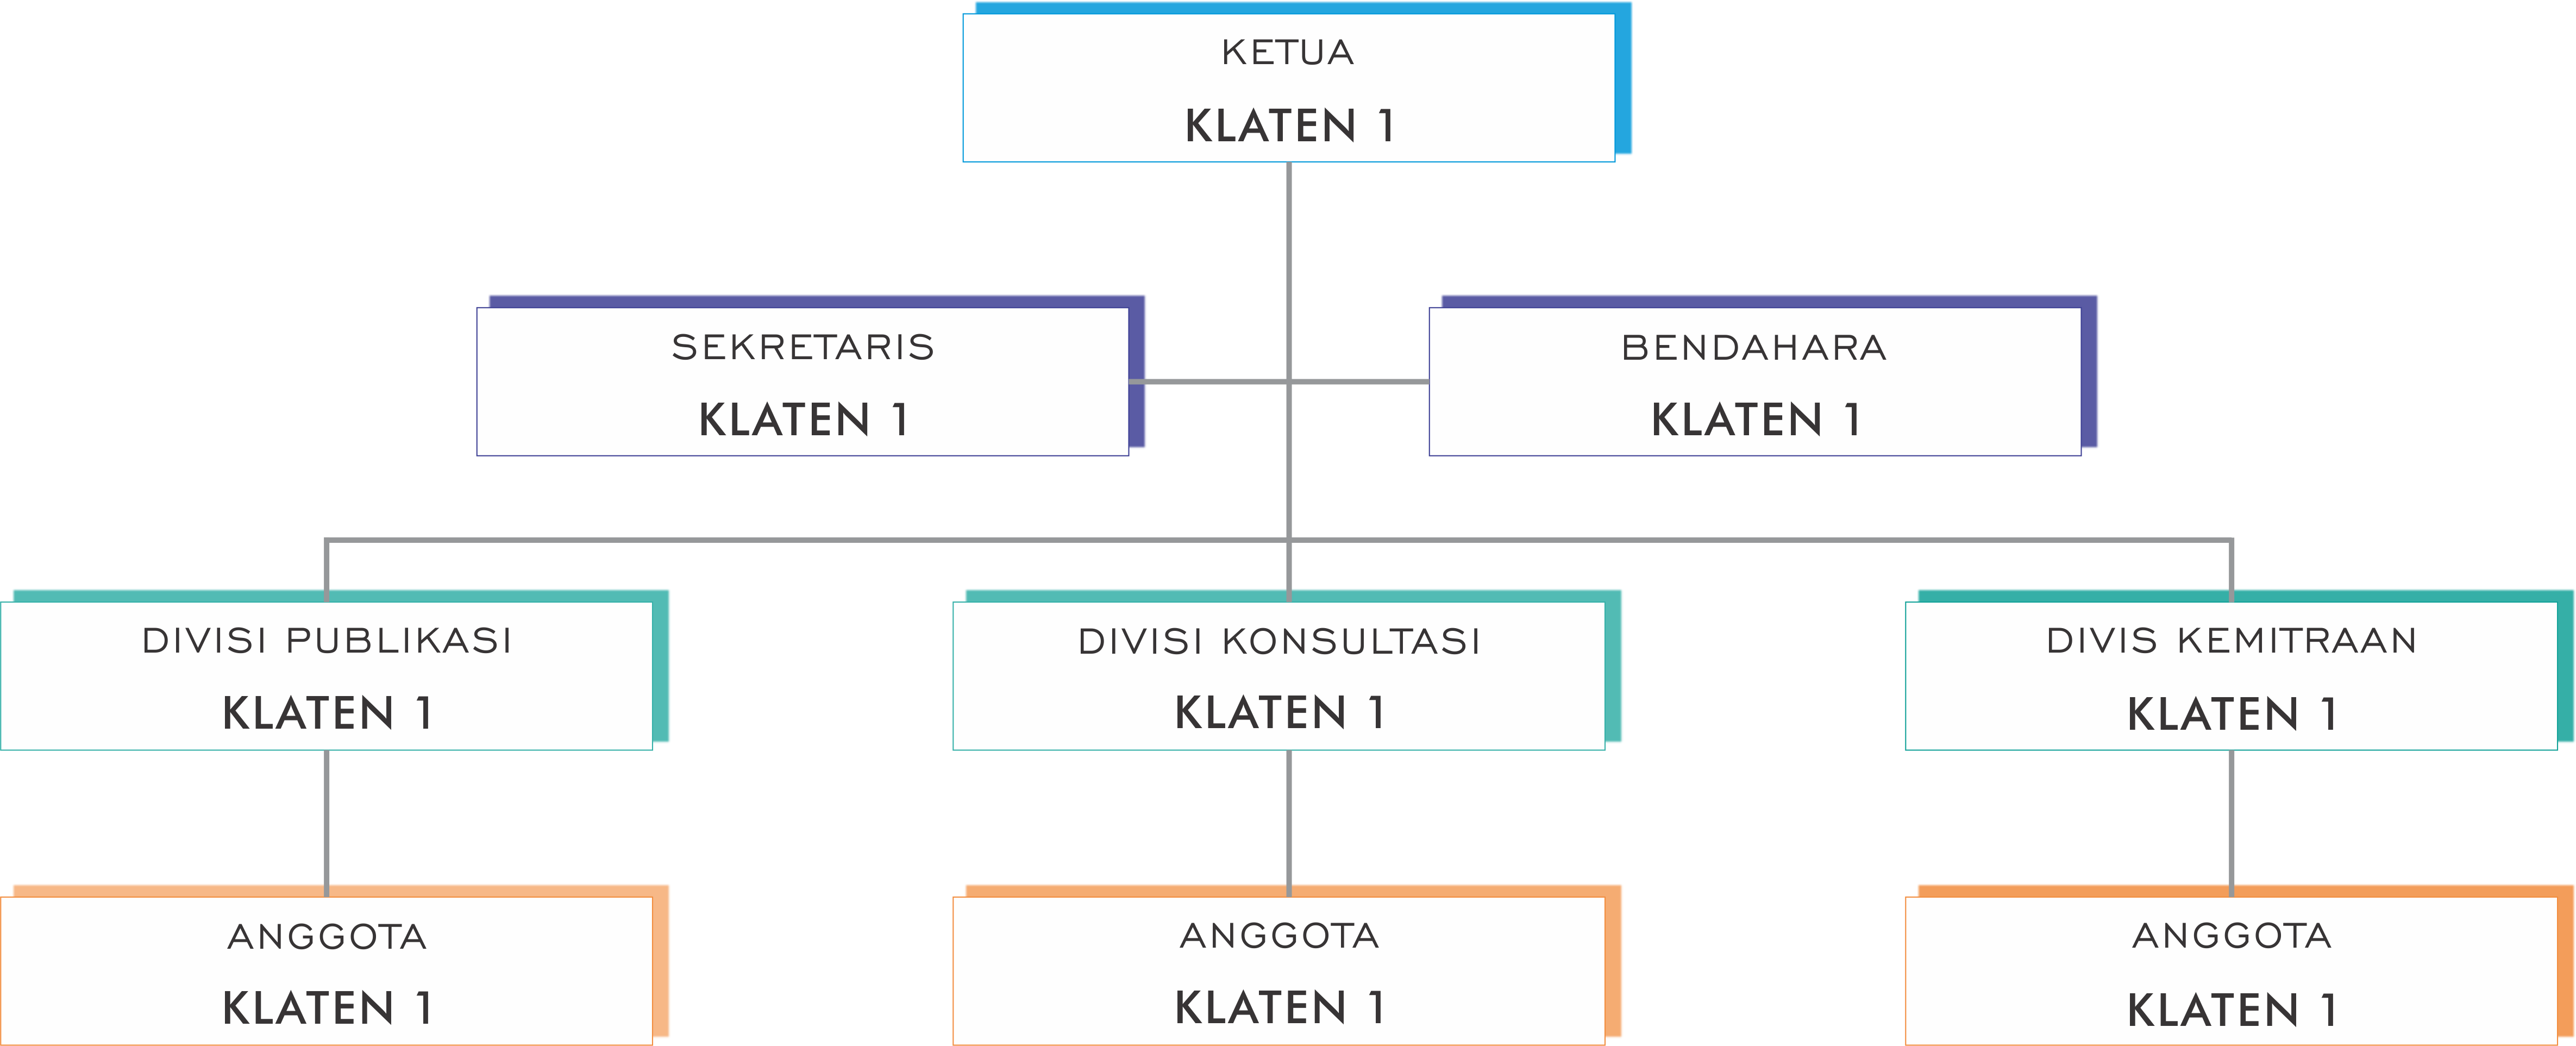 KETUA
KLATEN 1
SEKRETARIS
KLATEN 1
BENDAHARA
KLATEN 1
DIVISI PUBLIKASI
KLATEN 1
DIVISI KONSULTASI
KLATEN 1
DIVIS KEMITRAAN
KLATEN 1
ANGGOTA
KLATEN 1
ANGGOTA
KLATEN 1
ANGGOTA
KLATEN 1